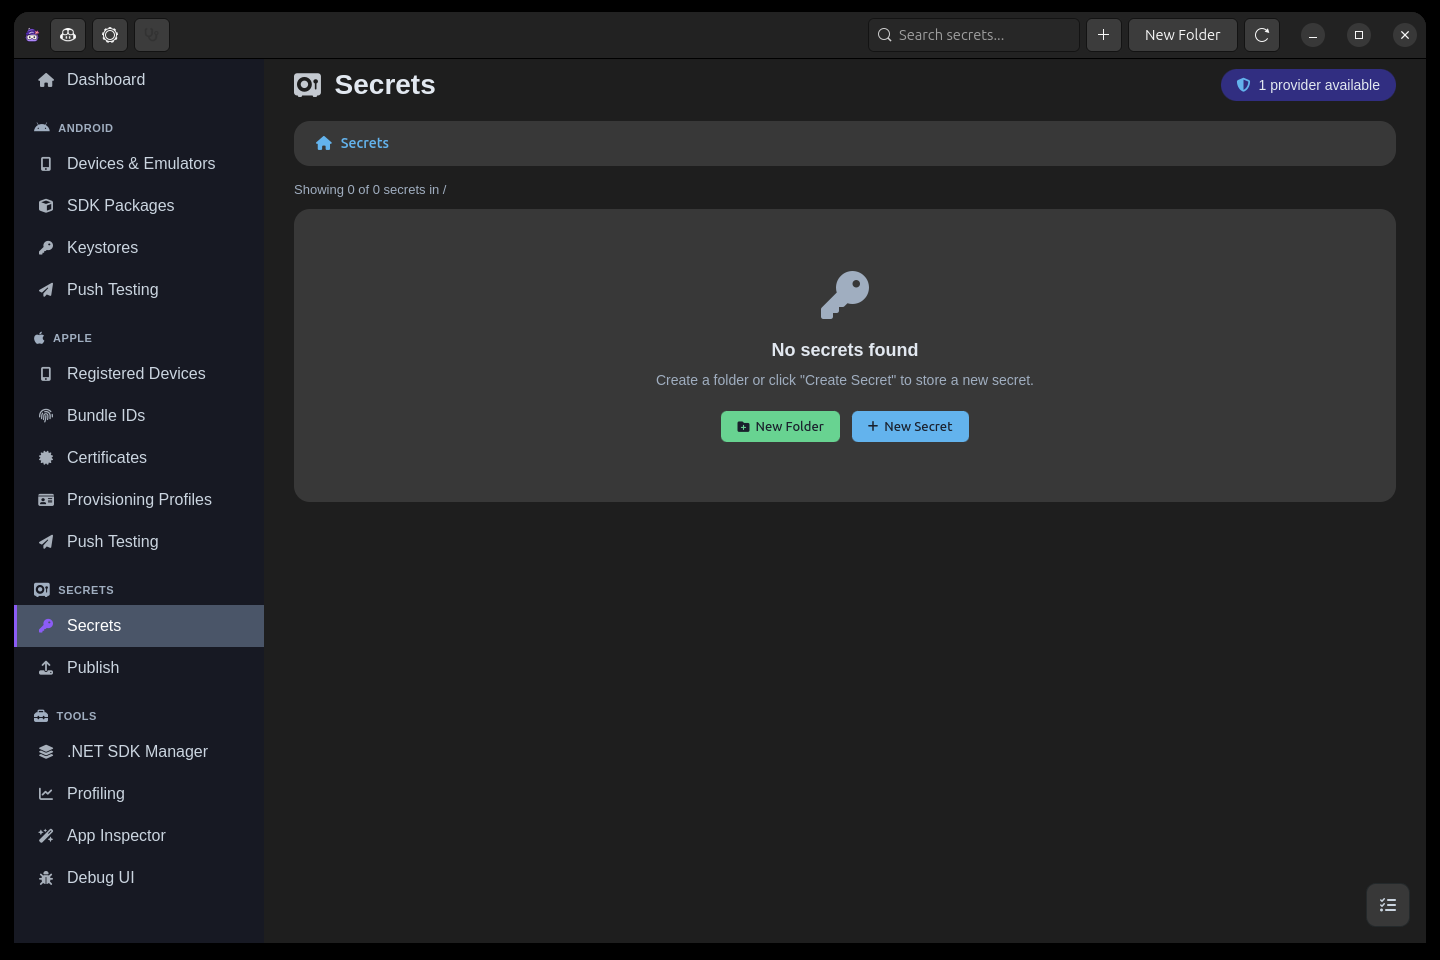 Search secrets...
New Folder
Dashboard
ANDROID
Devices & Emulators
SDK Packages
Keystores
Push Testing
APPLE
Registered Devices
Bundle IDs
Certificates
Provisioning Profiles
Push Testing
SECRETS
Secrets
Publish
TOOLS
.NET SDK Manager
Profiling
App Inspector
Debug UI
Secrets
1 provider available
Secrets
Showing 0 of 0 secrets in /
No secrets found
Create a folder or click "Create Secret" to store a new secret.
New Folder
New Secret